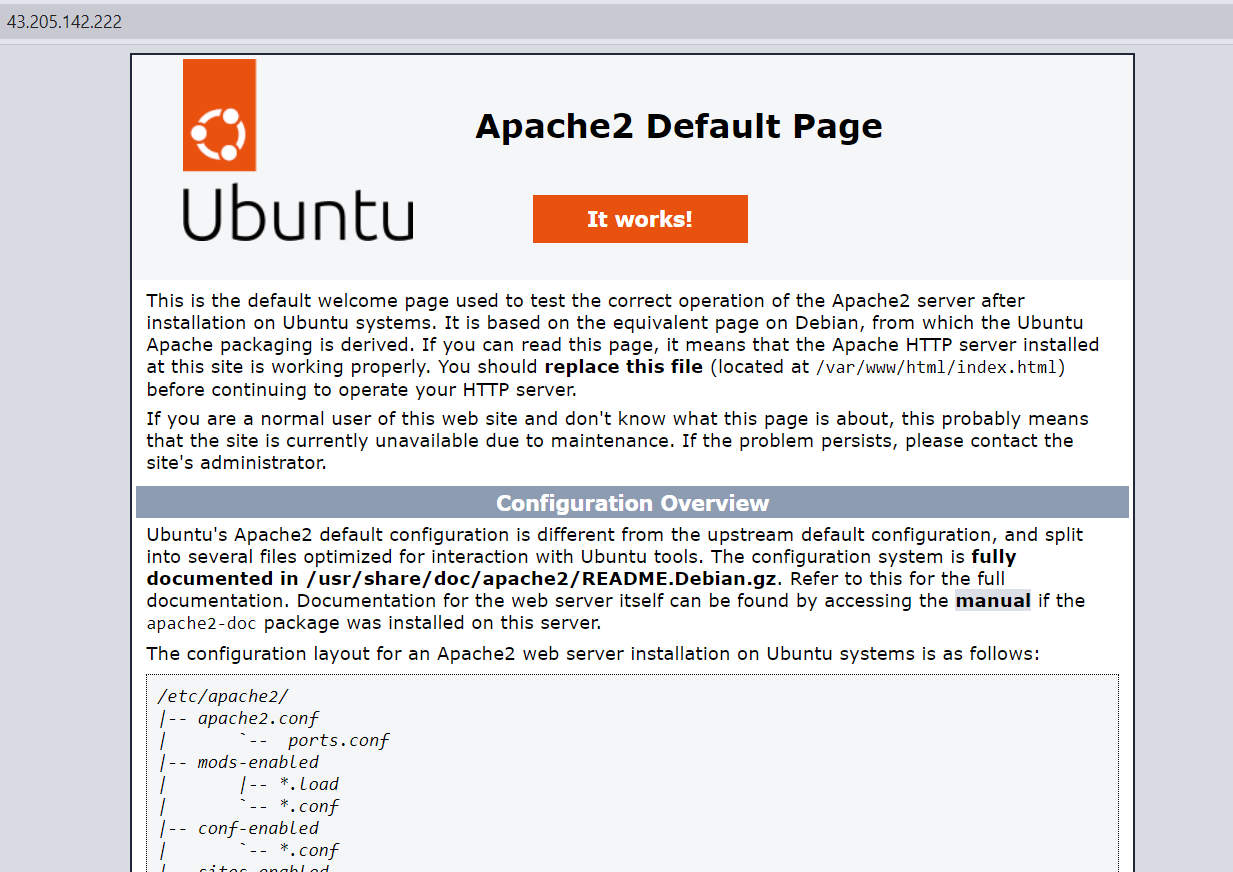 43.205.142.222
Apache2 Default Page
Ubuntu
It works!
This is the default welcome page used to test the correct operation of the Apache2 server after
installation on Ubuntu systems. It is based on the equivalent page on Debian, from which the Ubuntu
Apache packaging is derived. If you can read this page, it means that the Apache HTTP server installed
at this site is working properly. You should replace this file (located at /var/www/html/index.html)
before continuing to operate your HTTP server.
If you are a normal user of this web site and don't know what this page is about, this probably means
that the site is currently unavailable due to maintenance. If the problem persists, please contact the
site's administrator.
Configuration Overview
Ubuntu's Apache2 default configuration is different from the upstream default configuration, and split
into several files optimized for interaction with Ubuntu tools. The configuration system is fully
documented in /usr/share/doc/apache2/README.Debian.gz. Refer to this for the full
documentation. Documentation for the web server itself can be found by accessing the manual if the
apache2-doc package was installed on this server.
The configuration layout for an Apache2 web server installation on Ubuntu systems is as follows:
/etc/apache2/
|-- apache2.conf
|       `--  ports.conf
|-- mods-enabled
|       |-- *.load
|       `-- *.conf
|-- conf-enabled
|       `-- *.conf
|-- sites-enabled